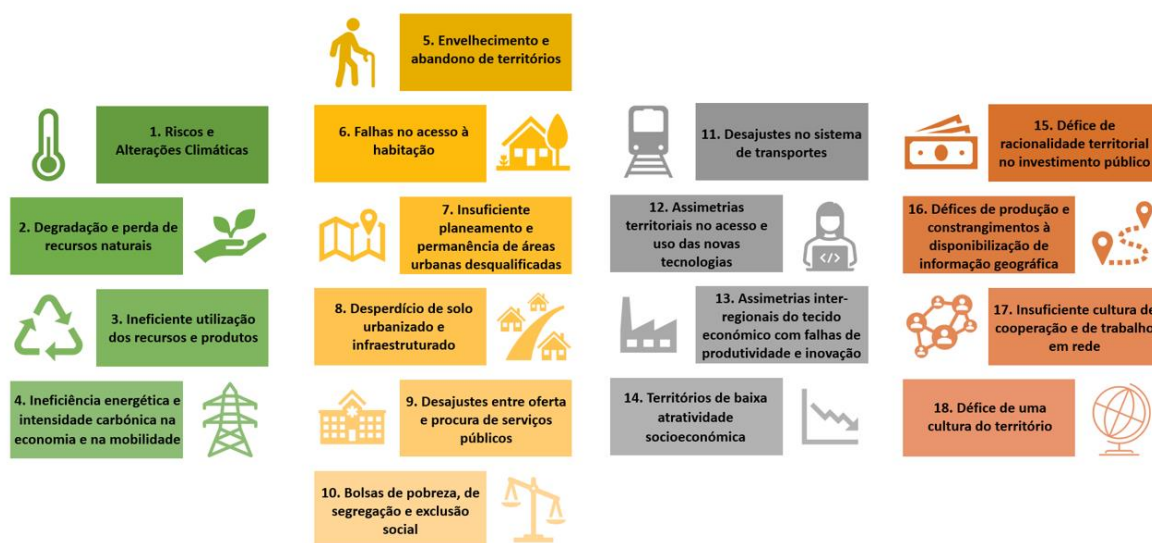 1. Riscos e
Alterações Climáticas
2. Degradação e perda de
recursos naturais
3. Ineficiente utilização
dos recursos e produtos
4. Ineficiência energética e
intensidade carbónica na
economia e na mobilidade
5. Envelhecimento e
abandono de territórios
6. Falhas no acesso à
habitação
7. Insuficiente
planeamento e
permanência de áreas
urbanas desqualificadas
8. Desperdício de solo
urbanizado e
infraestruturado
9. Desajustes entre oferta
e procura de serviços
públicos
10. Bolsas de pobreza, de
segregação e exclusão
social
11. Desajustes no sistema
de transportes
12. Assimetrias
territoriais no acesso e
uso das novas
tecnologias
</>
13. Assimetrias inter-
regionais do tecido
económico com falhas de
produtividade e inovação
14. Territórios de baixa
atratividade
socioeconómica
15. Défice de
racionalidade territorial
no investimento público
16. Défices de produção e
constrangimentos à
disponibilização de
informação geográfica
17. Insuficiente cultura de
cooperação e de trabalho
em rede
18. Défice de uma
cultura do território